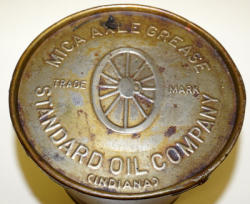 MICA AXLE GREASE
TRADE MARK
STANDARD OIL COMPANY
(INDIANA)